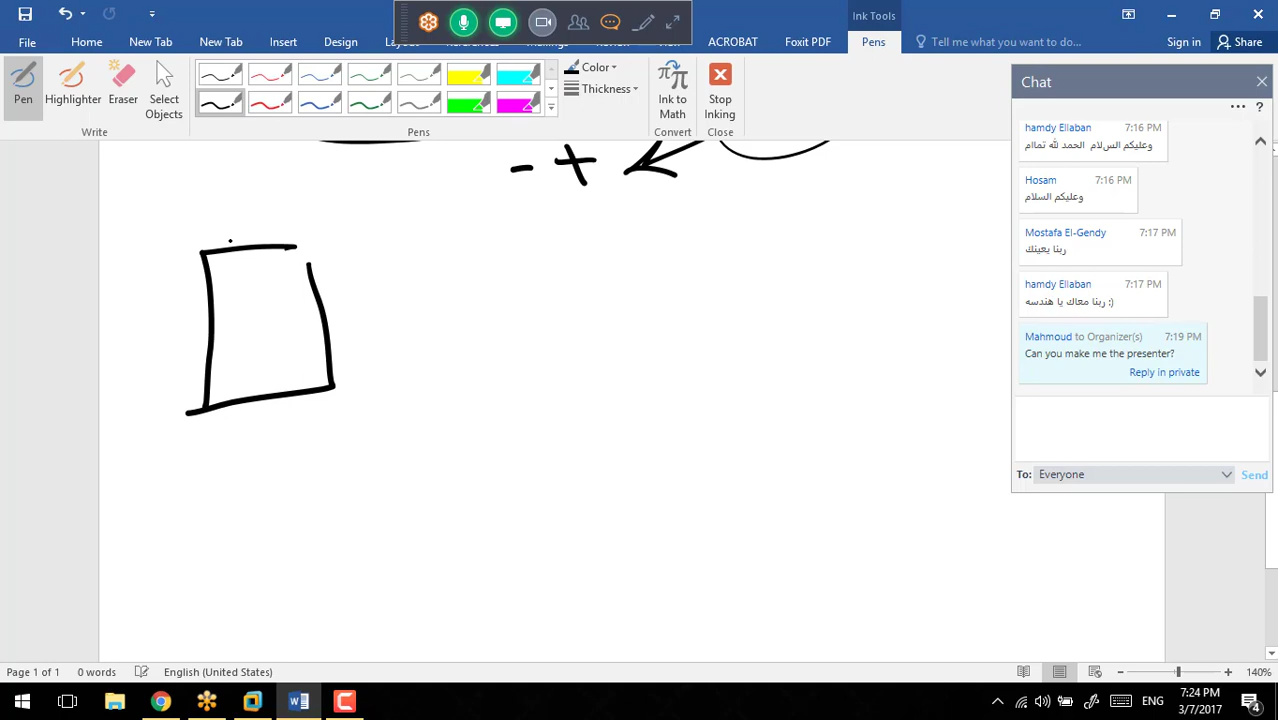 Ink Tools
File
Home
New Tab
New Tab
Insert
Design
ACROBAT
Foxit PDF
Pens
Tell me what you want to do...
Sign in
Share
Pen
Highlighter
Eraser
Select Objects
Color
Thickness
Ink to Math
Stop Inking
Write
Pens
Convert
Close
- +
Chat
... ?
hamdy Ellaban 7:16 PM
وعليكم السلام الحمد لله تماام
Hosam 7:16 PM
وعليكم السلام
Mostafa El-Gendy 7:17 PM
ربنا يعينك
hamdy Ellaban 7:17 PM
ربنا معاك يا هندسه :)
Mahmoud to Organizer(s) 7:19 PM
Can you make me the presenter?
Reply in private
To: Everyone
Send
Page 1 of 1 0 words English (United States)
140%
ENG
7:24 PM
3/7/2017
4